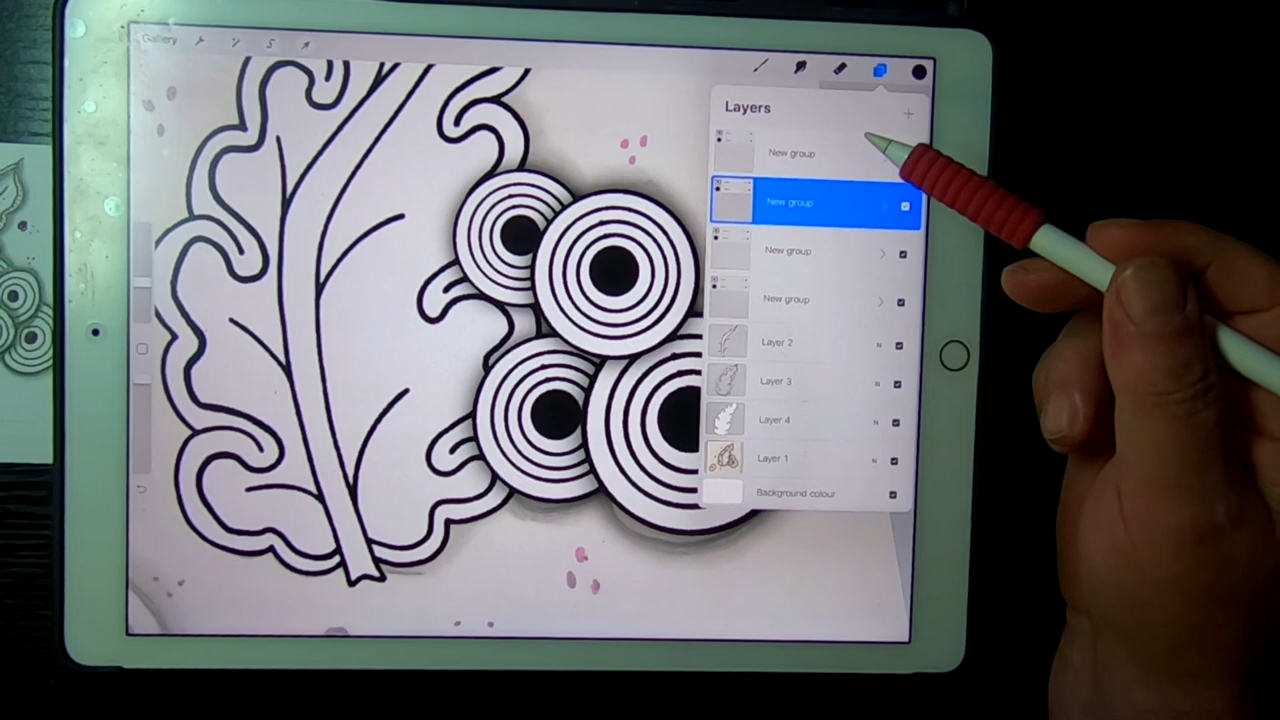 Gallery
Layers
New group
New group
New group
New group
Layer 2
N
Layer 3
N
Layer 4
N
Layer 1
N
Background colour